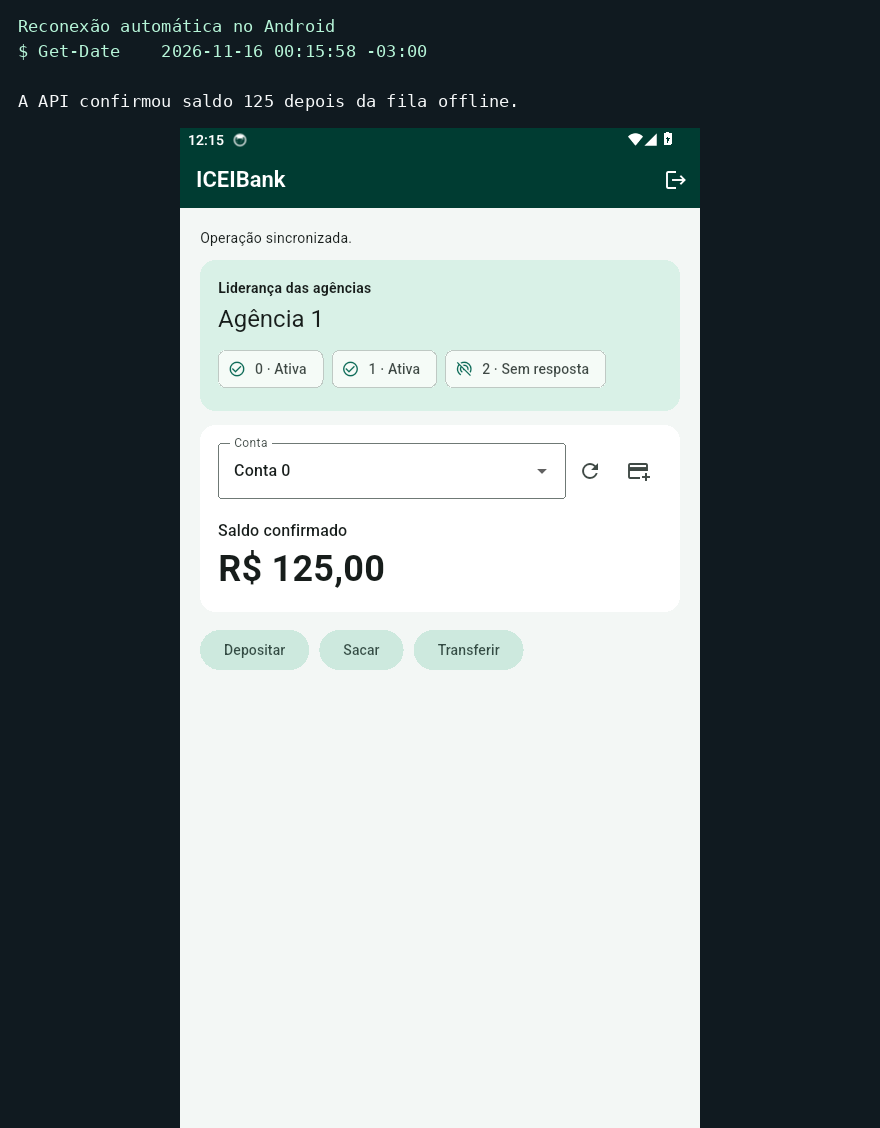 Reconexão automática no Android
$ Get-Date    2026-11-16 00:15:58 -03:00
A API confirmou saldo 125 depois da fila offline.
12:15
ICEIBank
Operação sincronizada.
Liderança das agências
Agência 1
0 · Ativa 1 · Ativa 2 · Sem resposta
Conta
Conta 0
Saldo confirmado
R$ 125,00
Depositar Sacar Transferir